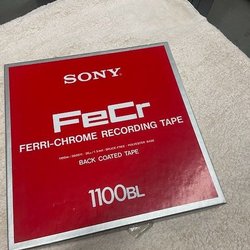 SONY
FeCr
FERRI-CHROME RECORDING TAPE
BACK COATED TAPE
1100BL